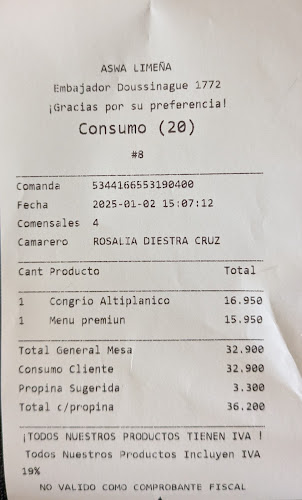 ASWA LIMEÑA
Embajador Doussinague 1772
¡Gracias por su preferencia!
Consumo (20)
#8
Comanda 5344166553190400
Fecha 2025-01-02 15:07:12
Comensales 4
Camarero ROSALIA DIESTRA CRUZ
Cant Producto Total
1 Congrio Altiplanico 16.950
1 Menu premiun 15.950
Total General Mesa 32.900
Consumo Cliente 32.900
Propina Sugerida 3.300
Total c/propina 36.200
¡TODOS NUESTROS PRODUCTOS TIENEN IVA !
Todos Nuestros Productos Incluyen IVA
19%
NO VALIDO COMO COMPROBANTE FISCAL